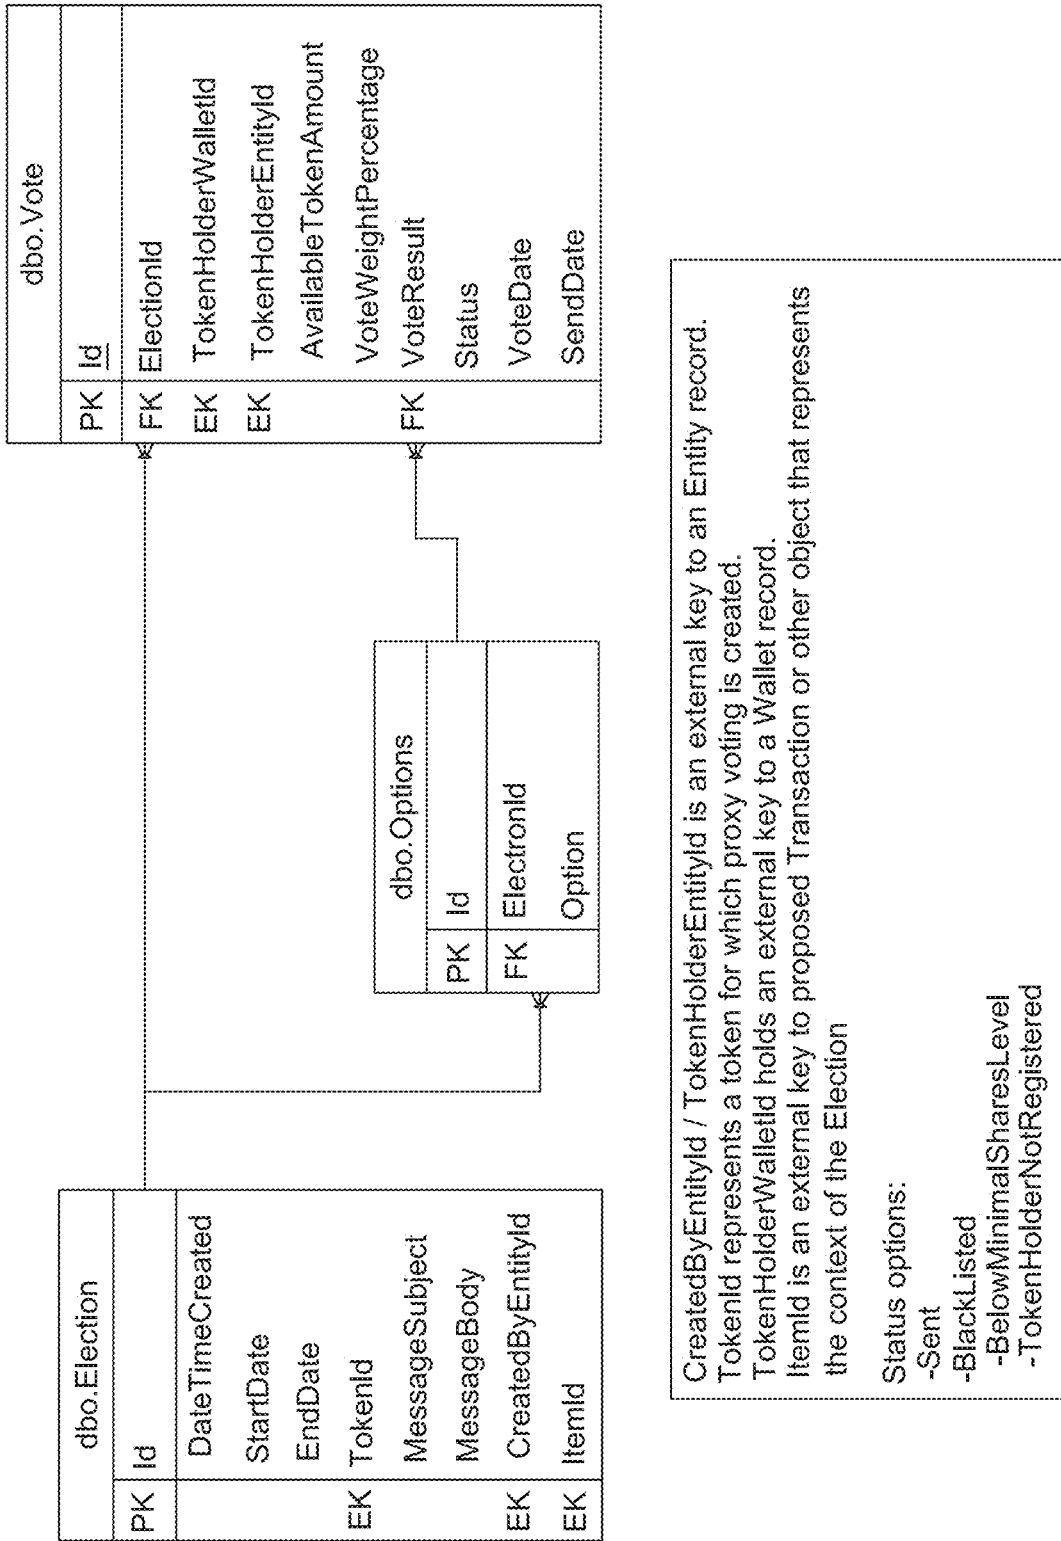 dbo.Election
PK Id
DateTimeCreated
StartDate
EndDate
EK TokenId
MessageSubject
MessageBody
EK CreatedByEntityId
EK ItemId
dbo.Options
PK Id
FK ElectronId
Option
dbo.Vote
PK Id
FK ElectionId
EK TokenHolderWalletId
EK TokenHolderEntityId
AvailableTokenAmount
VoteWeightPercentage
FK VoteResult
Status
VoteDate
SendDate
CreatedByEntityId / TokenHolderEntityId is an external key to an Entity record.
TokenId represents a token for which proxy voting is created.
TokenHolderWalletId holds an external key to a Wallet record.
ItemId is an external key to proposed Transaction or other object that represents
the context of the Election
Status options:
-Sent
-BlackListed
-BelowMinimalSharesLevel
-TokenHolderNotRegistered